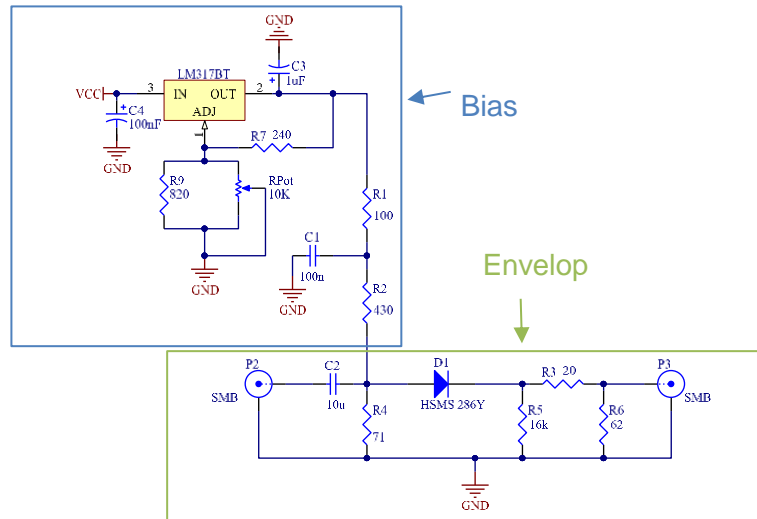 GND
LM317BT
C3
1uF
VCC
3
IN
OUT
2
ADJ
C4
100nF
1
R7 240
GND
Bias
R9
820
RPot
10K
R1
100
GND
C1
100n
GND
R2
430
Envelop
P2
SMB
C2
10u
D1
HSMS 286Y
R3 20
P3
SMB
R4
71
R5
16k
R6
62
GND